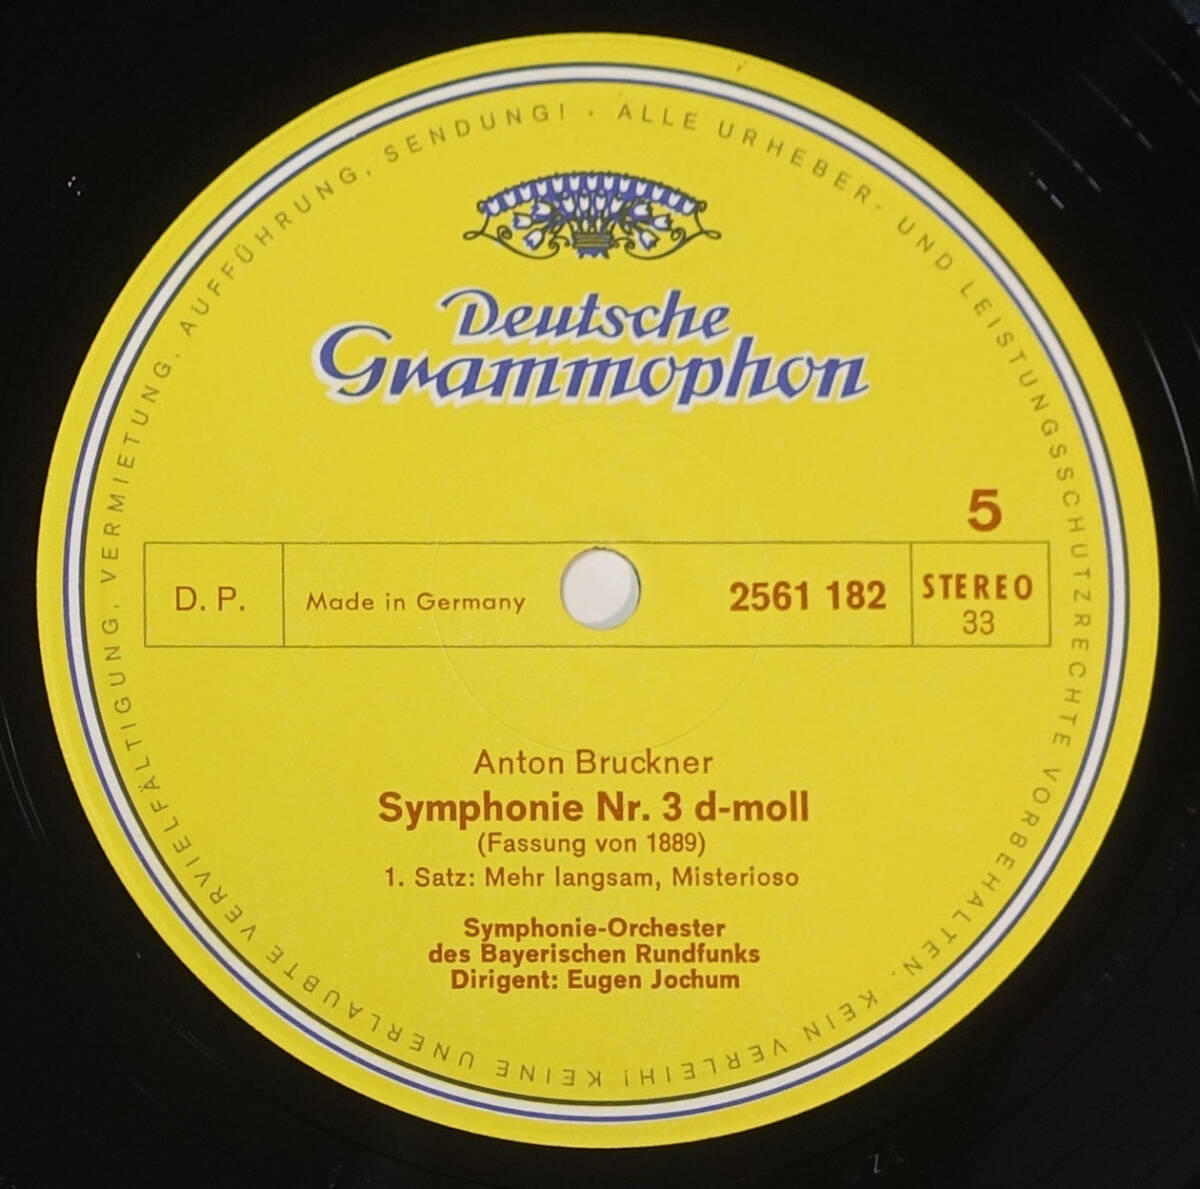 ALLE URHEBER- UND LEISTUNGSSCHUTZRECHTE VORBEHALTEN. KEIN VERLEIH! KEINE UNERLAUBTE VERVIELFÄLTIGUNG, VERMIETUNG, AUFFÜHRUNG, SENDUNG! ·
Deutsche
Grammophon
5
D. P.
Made in Germany
2561 182
STEREO
33
Anton Bruckner
Symphonie Nr. 3 d-moll
(Fassung von 1889)
1. Satz: Mehr langsam, Misterioso
Symphonie-Orchester
des Bayerischen Rundfunks
Dirigent: Eugen Jochum